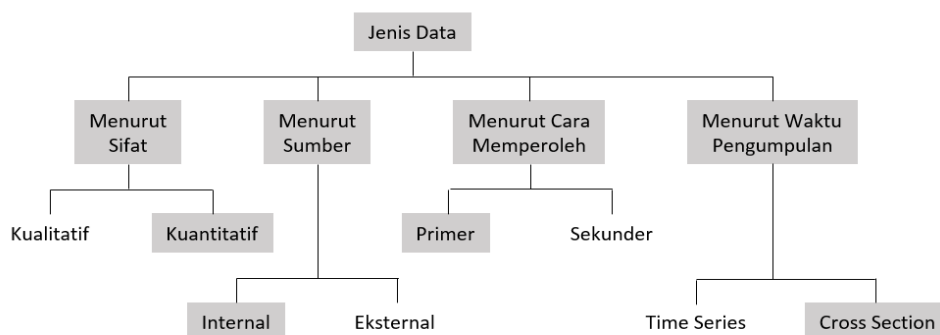 Jenis Data
Menurut
Sifat
Menurut
Sumber
Menurut Cara
Memperoleh
Menurut Waktu
Pengumpulan
Kualitatif
Kuantitatif
Primer
Sekunder
Internal
Eksternal
Time Series
Cross Section